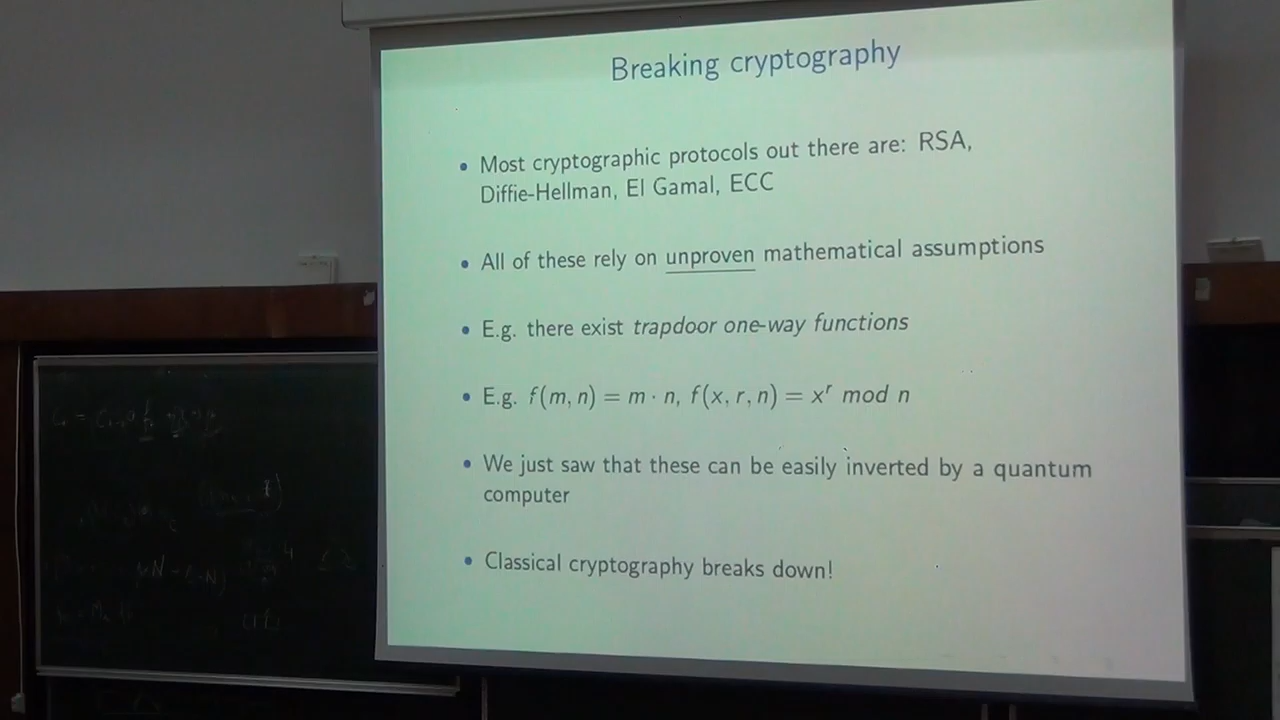 Breaking cryptography
• Most cryptographic protocols out there are: RSA,
Diffie-Hellman, El Gamal, ECC
• All of these rely on unproven mathematical assumptions
• E.g. there exist trapdoor one-way functions
• E.g. f(m, n) = m · n, f(x, r, n) = xʳ mod n
• We just saw that these can be easily inverted by a quantum
computer
• Classical cryptography breaks down!